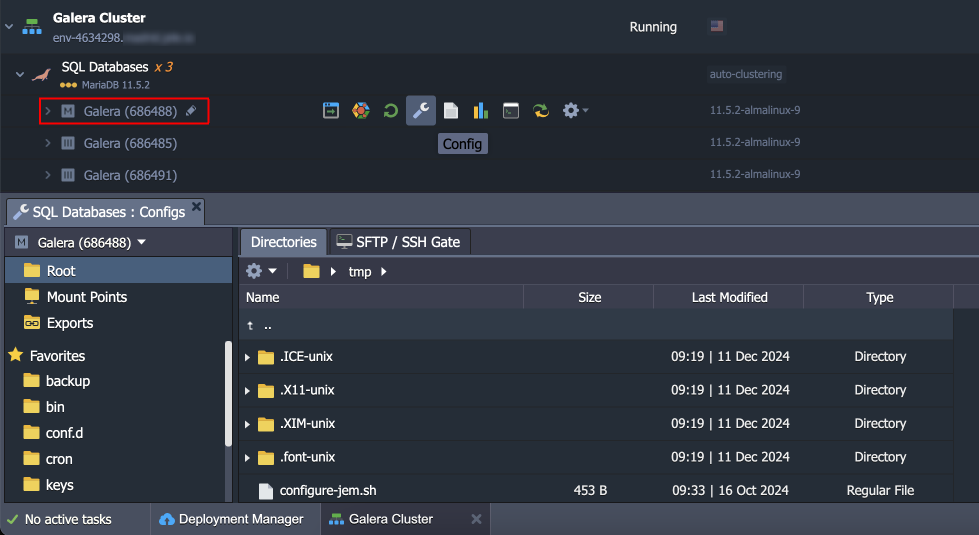 Galera Cluster
env-4634298.
Running
SQL Databases x 3
MariaDB 11.5.2
auto-clustering
M Galera (686488)
11.5.2-almalinux-9
Galera (686485)
Config
11.5.2-almalinux-9
Galera (686491)
11.5.2-almalinux-9
SQL Databases : Configs
M Galera (686488)
Directories
SFTP / SSH Gate
Root
tmp
Mount Points
Name Size Last Modified Type
Exports
..
Favorites
.ICE-unix 09:19 | 11 Dec 2024 Directory
backup
.X11-unix 09:19 | 11 Dec 2024 Directory
bin
.XIM-unix 09:19 | 11 Dec 2024 Directory
conf.d
.font-unix 09:19 | 11 Dec 2024 Directory
cron
configure-jem.sh 453 B 09:33 | 16 Oct 2024 Regular File
keys
No active tasks
Deployment Manager
Galera Cluster